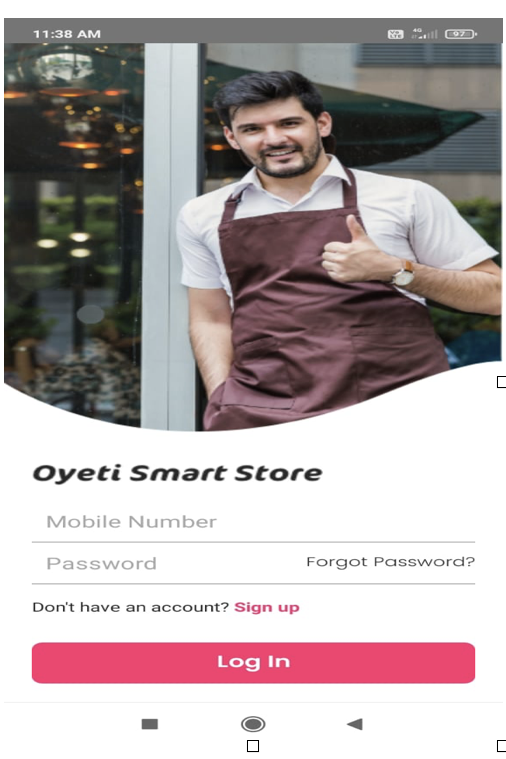 11:38 AM
4G
97
Oyeti Smart Store
Mobile Number
Password
Forgot Password?
Don't have an account? Sign up
Log In